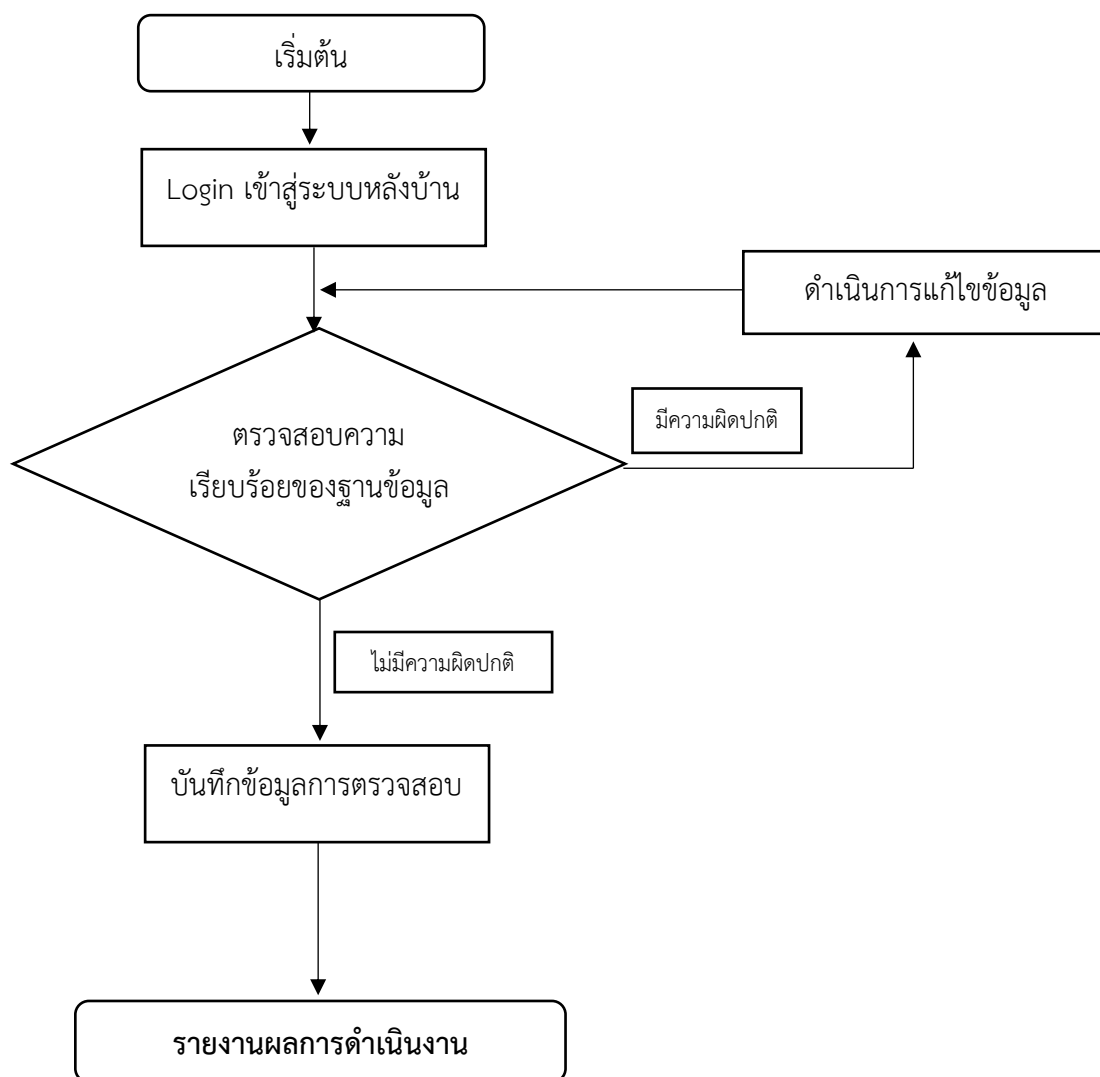 เริ่มต้น
Login เข้าสู่ระบบหลังบ้าน
ดำเนินการแก้ไขข้อมูล
มีความผิดปกติ
ตรวจสอบความ
เรียบร้อยของฐานข้อมูล
ไม่มีความผิดปกติ
บันทึกข้อมูลการตรวจสอบ
รายงานผลการดำเนินงาน